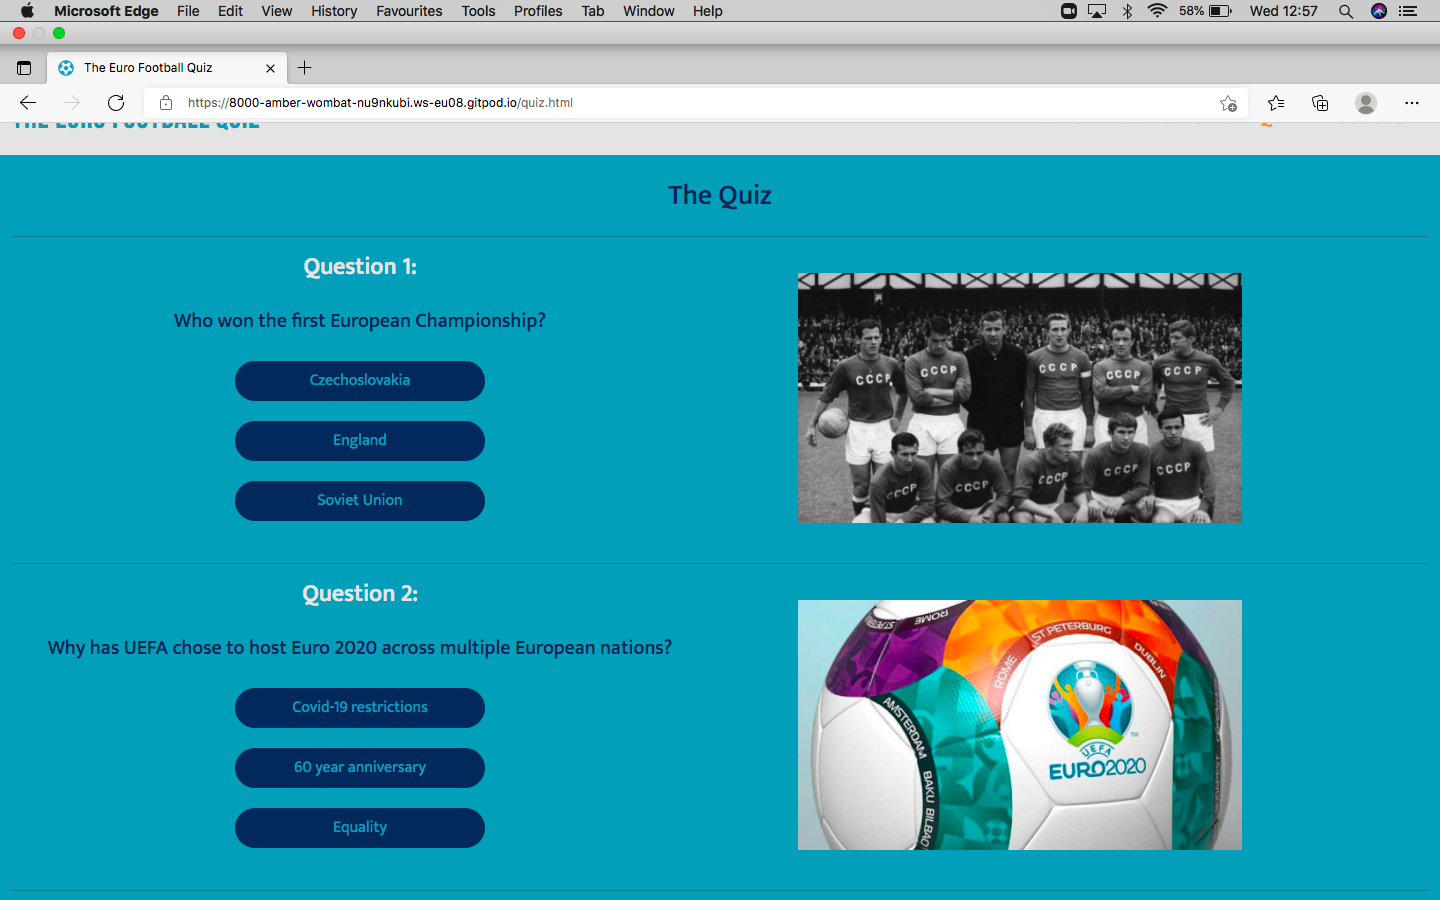 Microsoft Edge File Edit View History Favourites Tools Profiles Tab Window Help 58% Wed 12:57
The Euro Football Quiz
https://8000-amber-wombat-nu9nkubi.ws-eu08.gitpod.io/quiz.html
THE EURO FOOTBALL QUIZ
The Quiz
Question 1:
Who won the first European Championship?
Czechoslovakia
England
Soviet Union
CCCP CCCP CCCP CCCP CCCP
CCCP CCCP CCCP CCCP CCCP
Question 2:
Why has UEFA chose to host Euro 2020 across multiple European nations?
Covid-19 restrictions
60 year anniversary
Equality
ROME
ROME ST PETERBURG DUBLIN
AMSTERDAM BAKU BILBAO
UEFA
EURO2020
TM